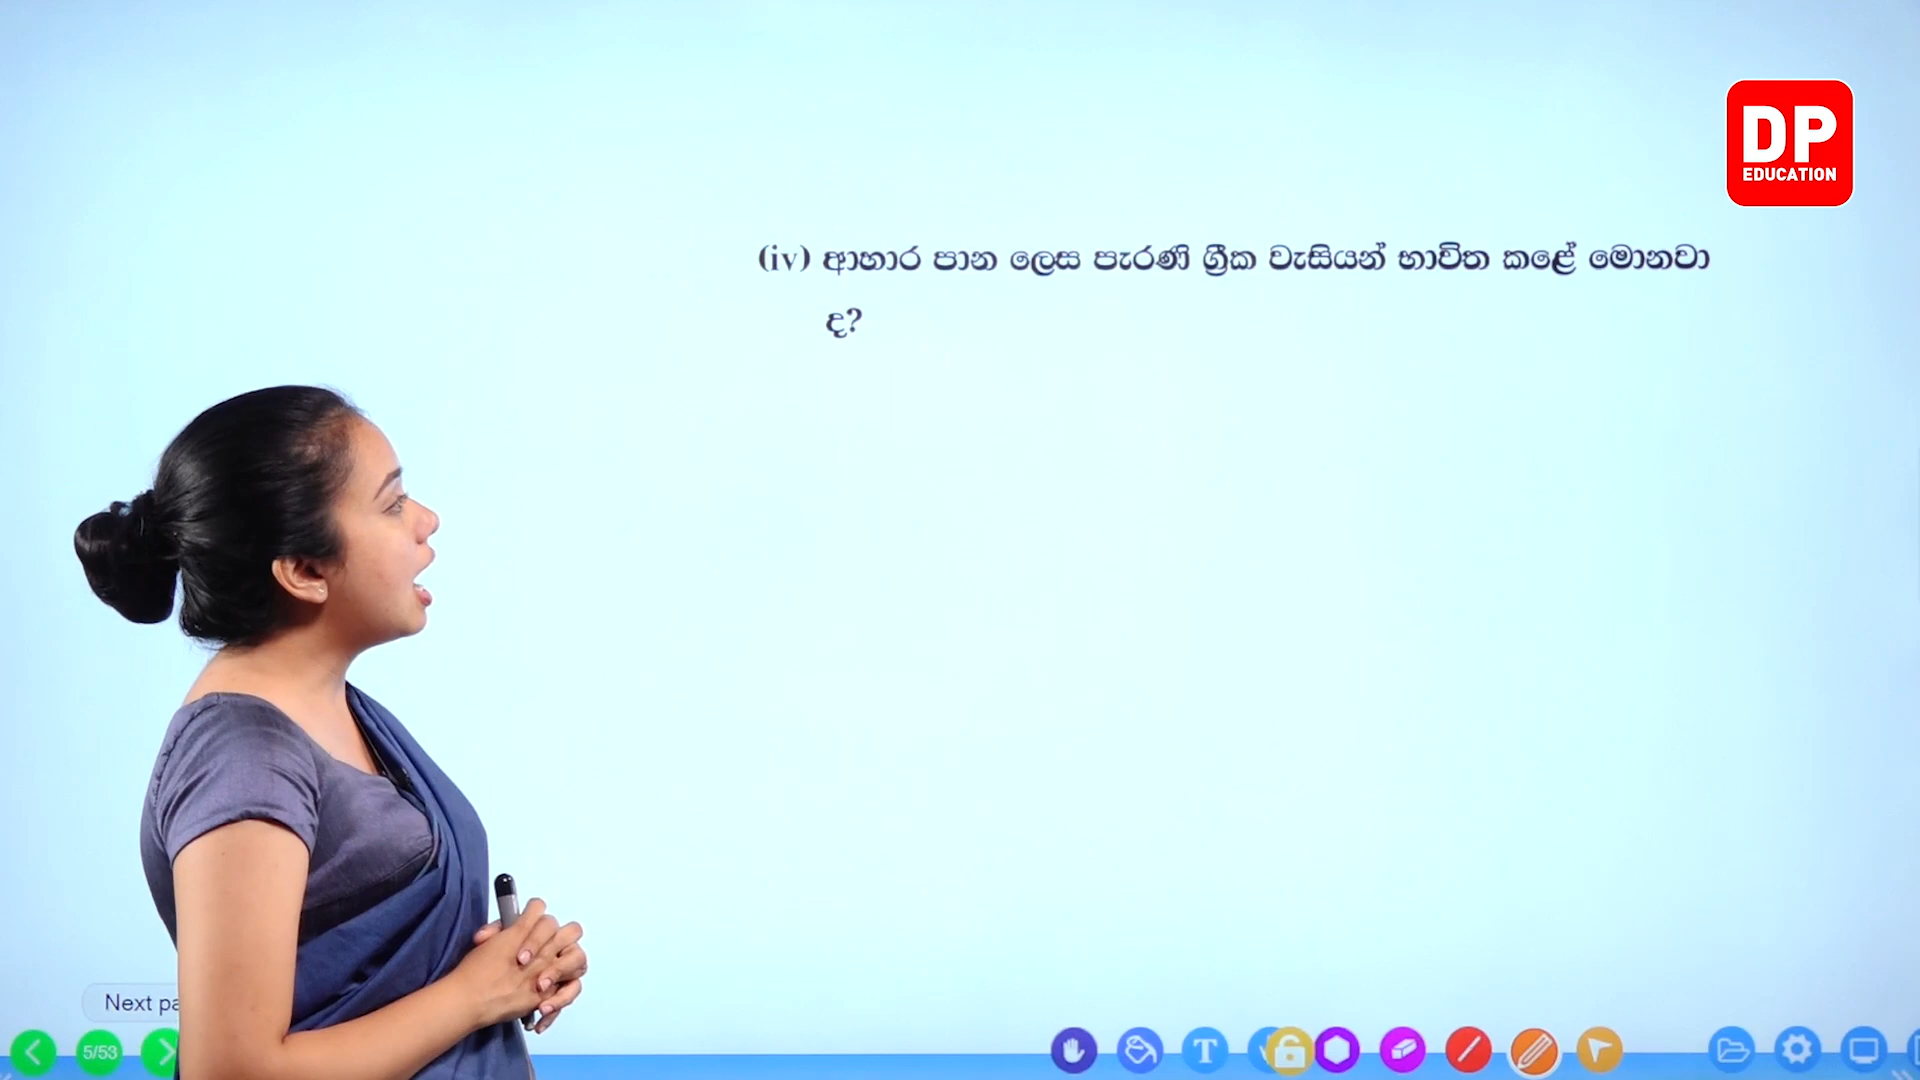 DP
EDUCATION
(iv) ආහාර පාන ලෙස පැරණි ග්‍රීක වැසියන් භාවිත කළේ මොනවා
ද?
Next pa
5/53
T